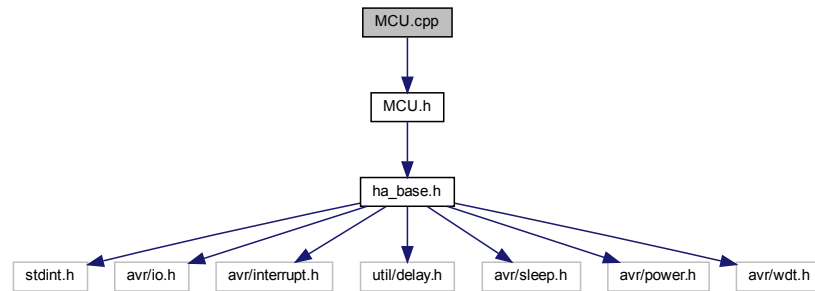 MCU.cpp
MCU.h
ha_base.h
stdint.h avr/io.h avr/interrupt.h util/delay.h avr/sleep.h avr/power.h avr/wdt.h